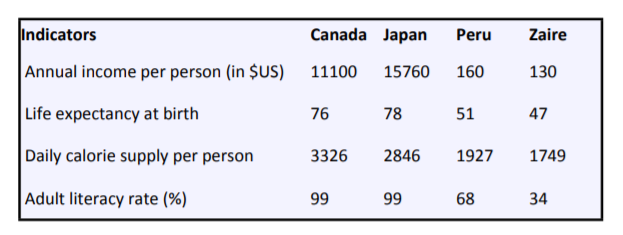 Indicators Canada Japan Peru Zaire
Annual income per person (in $US) 11100 15760 160 130
Life expectancy at birth 76 78 51 47
Daily calorie supply per person 3326 2846 1927 1749
Adult literacy rate (%) 99 99 68 34